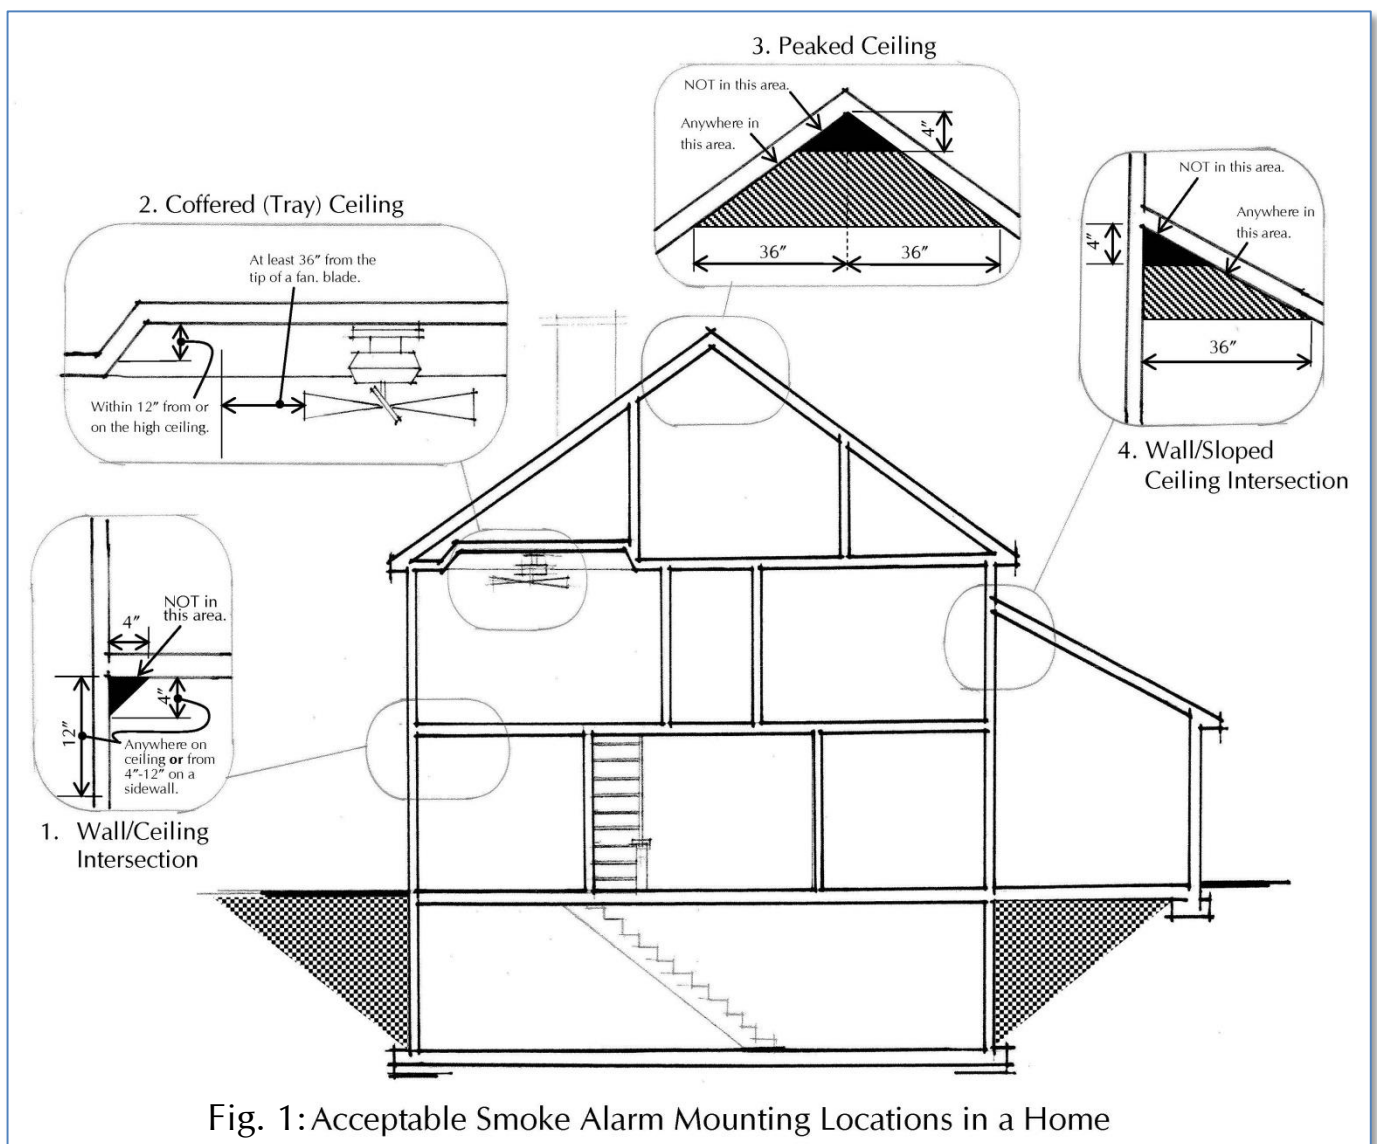 3. Peaked Ceiling
NOT in this area.
Anywhere in
this area.
4"
36"
36"
NOT in this area.
Anywhere in
this area.
4"
36"
4. Wall/Sloped
Ceiling Intersection
2. Coffered (Tray) Ceiling
At least 36" from the
tip of a fan. blade.
Within 12" from or
on the high ceiling.
NOT in
this area.
4"
4"
12"
Anywhere on
ceiling or from
4"-12" on a
sidewall.
1. Wall/Ceiling
Intersection
Fig. 1: Acceptable Smoke Alarm Mounting Locations in a Home